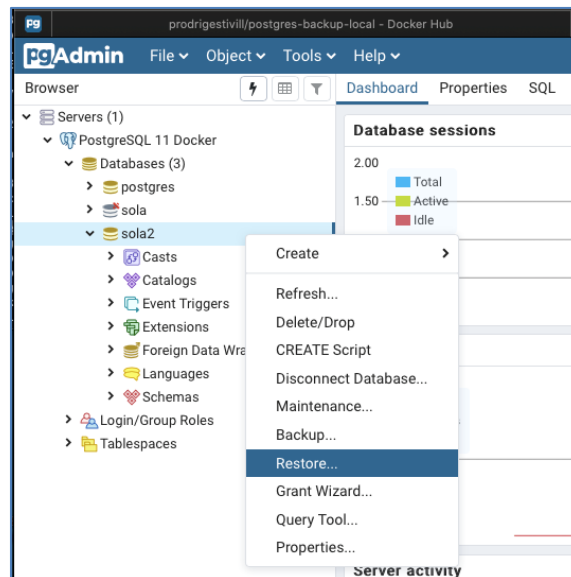 prodrigestivill/postgres-backup-local - Docker Hub
pgAdmin File Object Tools Help
Browser
Dashboard Properties SQL
Servers (1)
PostgreSQL 11 Docker
Databases (3)
postgres
sola
sola2
Casts
Catalogs
Event Triggers
Extensions
Foreign Data Wra
Languages
Schemas
Login/Group Roles
Tablespaces
Database sessions
2.00
Total
1.50
Active
Idle
Create
Refresh...
Delete/Drop
CREATE Script
Disconnect Database...
Maintenance...
Backup...
Restore...
Grant Wizard...
Query Tool...
Properties...
Server activity